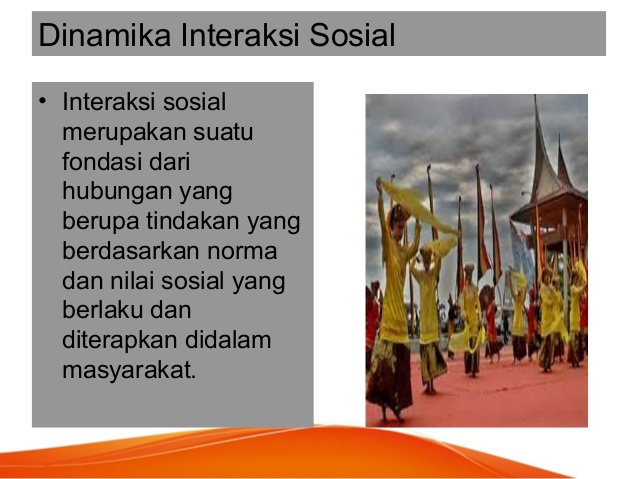 Dinamika Interaksi Sosial
• Interaksi sosial
merupakan suatu
fondasi dari
hubungan yang
berupa tindakan yang
berdasarkan norma
dan nilai sosial yang
berlaku dan
diterapkan didalam
masyarakat.